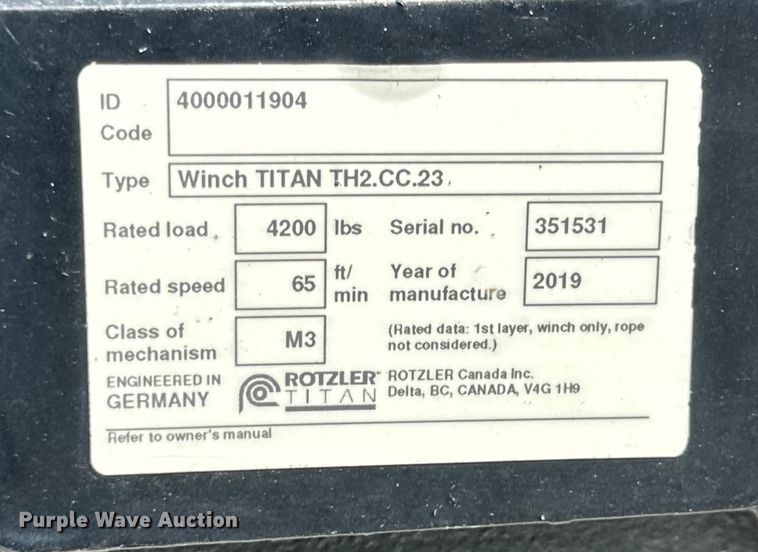 ID Code 4000011904
Type Winch TITAN TH2.CC.23
Rated load 4200 lbs Serial no. 351531
Rated speed 65 ft/min Year of manufacture 2019
Class of mechanism M3 (Rated data: 1st layer, winch only, rope
not considered.)
ENGINEERED IN
GERMANY
ROTZLER
TITAN
ROTZLER Canada Inc.
Delta, BC, CANADA, V4G 1H9
Refer to owner's manual
Purple Wave Auction